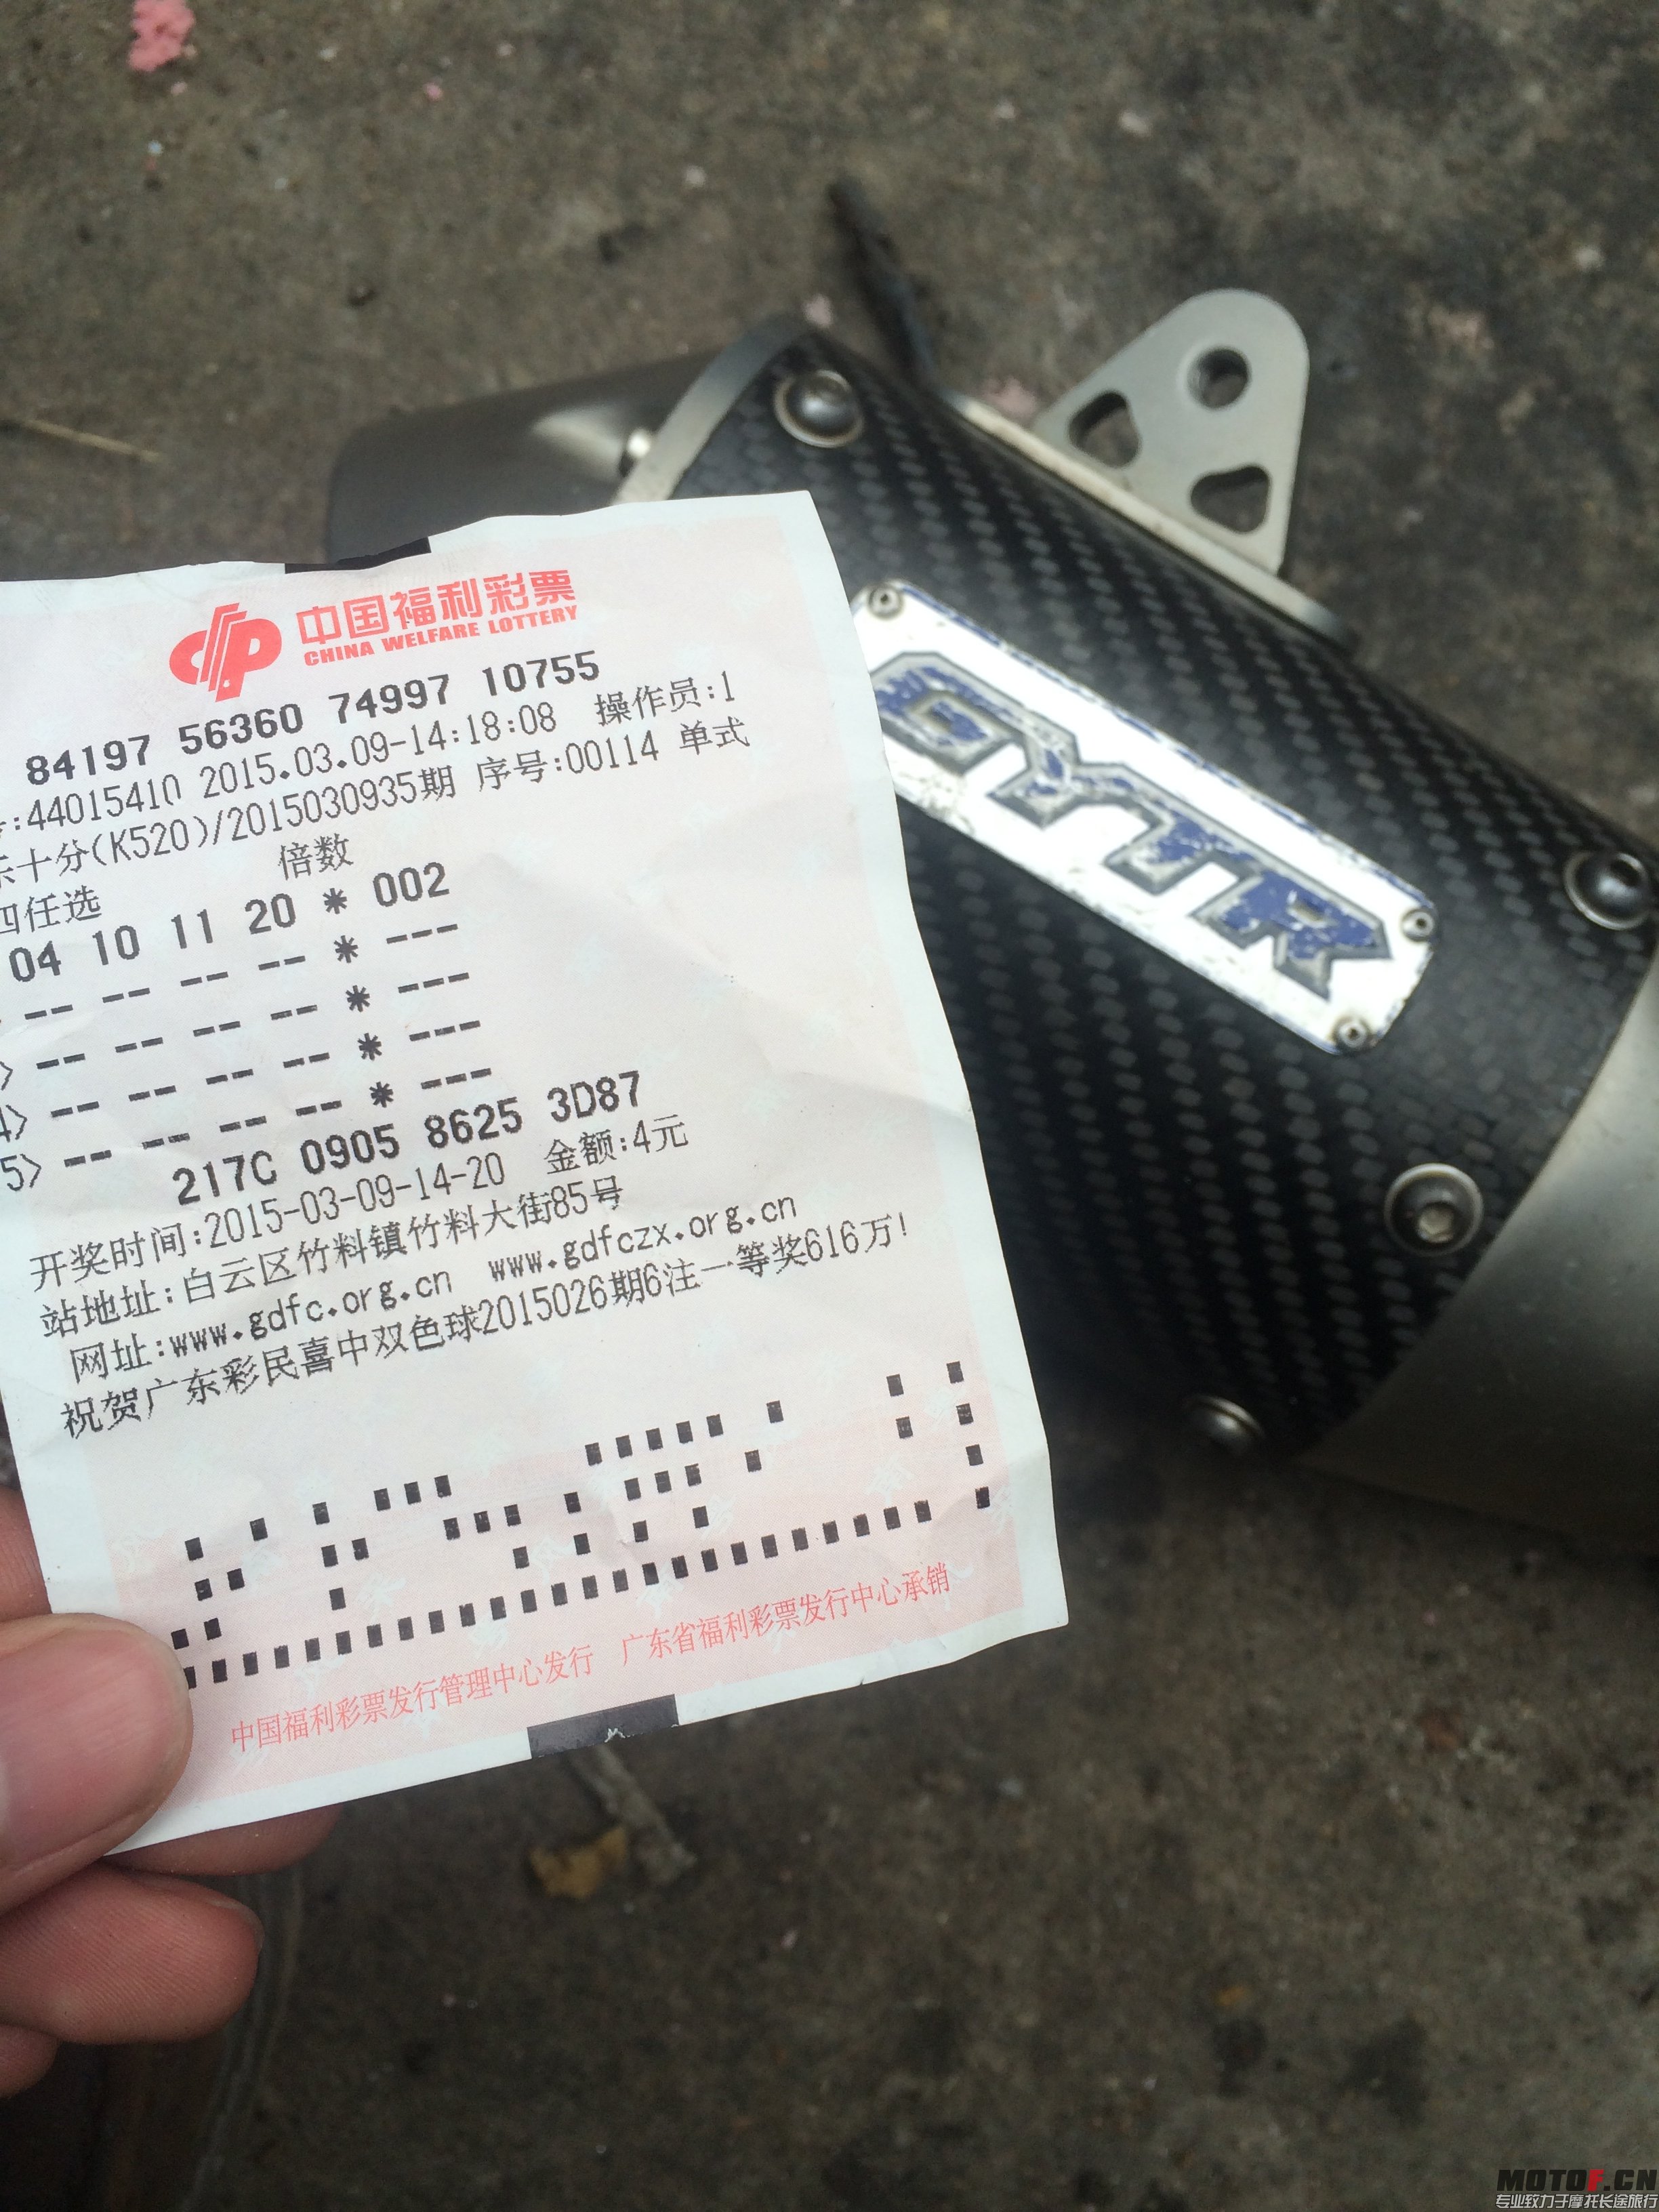 中国福利彩票
CHINA WELFARE LOTTERY
84197 56360 74997 10755
:44015410 2015.03.09-14:18:08 操作员:1
十分(K520)/2015030935期 序号:00114 单式
四任选 倍数
04 10 11 20 * 002
-- -- -- -- * ---
> -- -- -- -- * ---
4> -- -- -- -- * ---
5> -- -- -- -- * ---
217C 0905 8625 3D87
开奖时间:2015-03-09-14-20 金额:4元
站地址:白云区竹料镇竹料大街85号
网址:www.gdfc.org.cn www.gdfczx.org.cn
祝贺广东彩民喜中双色球2015026期6注一等奖616万!
中国福利彩票发行管理中心发行 广东省福利彩票发行中心承销
GYTR
MOTOF.CN
专业致力于摩托长途旅行